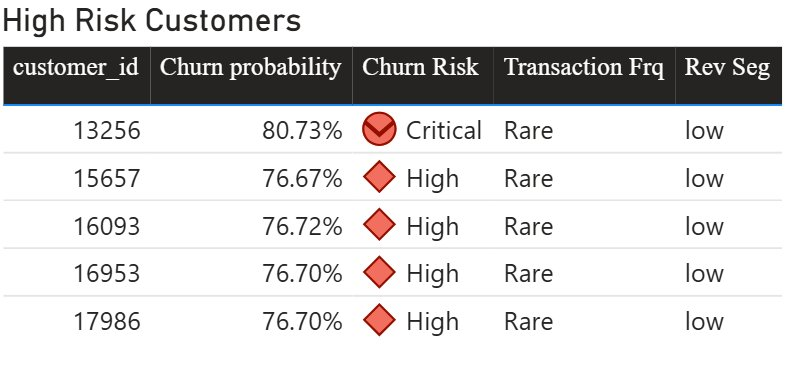 High Risk Customers
customer_id Churn probability Churn Risk Transaction Frq Rev Seg
13256 80.73% Critical Rare low
15657 76.67% High Rare low
16093 76.72% High Rare low
16953 76.70% High Rare low
17986 76.70% High Rare low